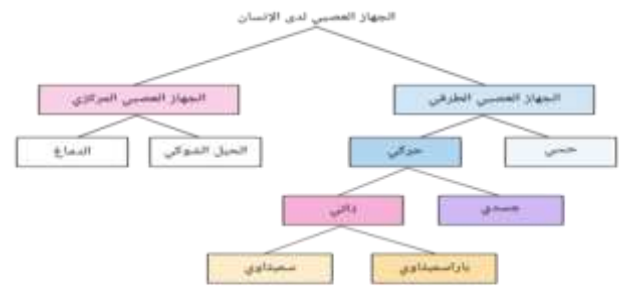 الجهاز العصبي لدى الإنسان
الجهاز العصبي الطرفي
الجهاز العصبي المركزي
حسي
حركي
الحبل الشوكي
الدماغ
جسدي
ذاتي
باراسمبثاوي
سمبثاوي